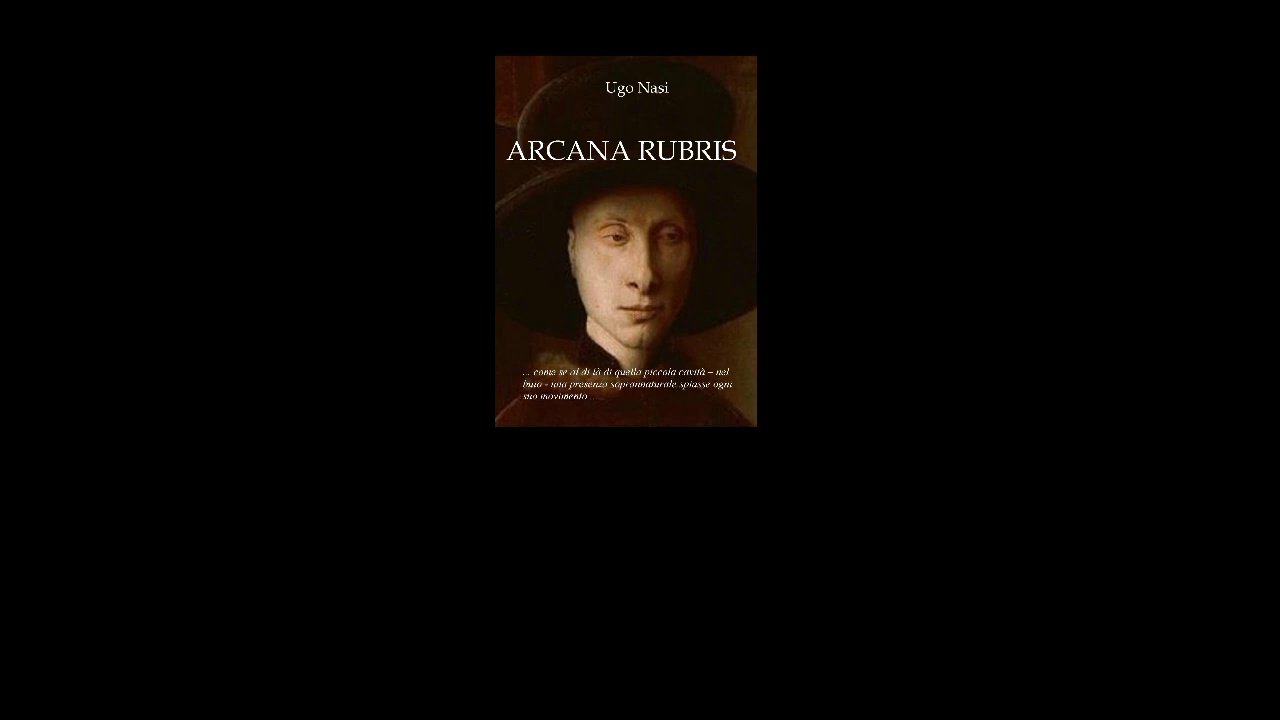 Ugo Nasi
ARCANA RUBRIS
... come se al di là di quella piccola cavità – nel
buio - una presenza soprannaturale spiasse ogni
suo movimento .....